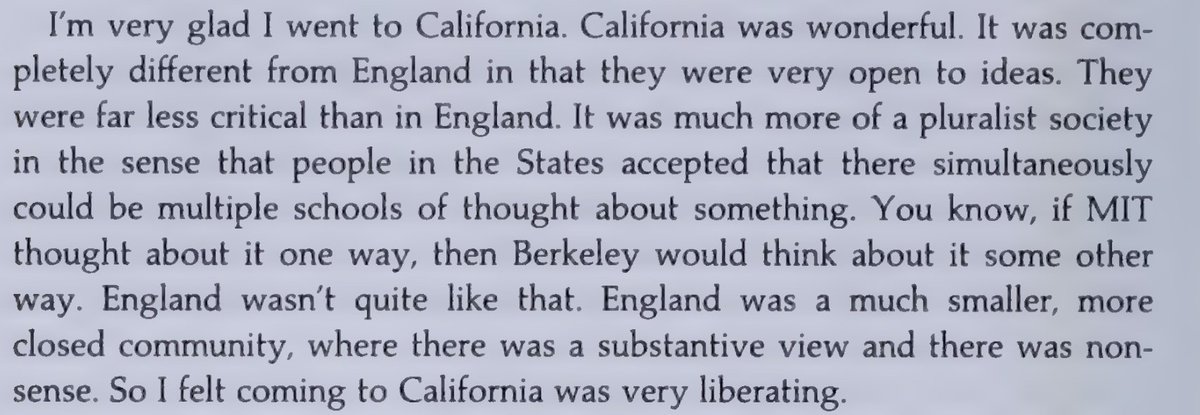 I'm very glad I went to California. California was wonderful. It was com-
pletely different from England in that they were very open to ideas. They
were far less critical than in England. It was much more of a pluralist society
in the sense that people in the States accepted that there simultaneously
could be multiple schools of thought about something. You know, if MIT
thought about it one way, then Berkeley would think about it some other
way. England wasn't quite like that. England was a much smaller, more
closed community, where there was a substantive view and there was non-
sense. So I felt coming to California was very liberating.